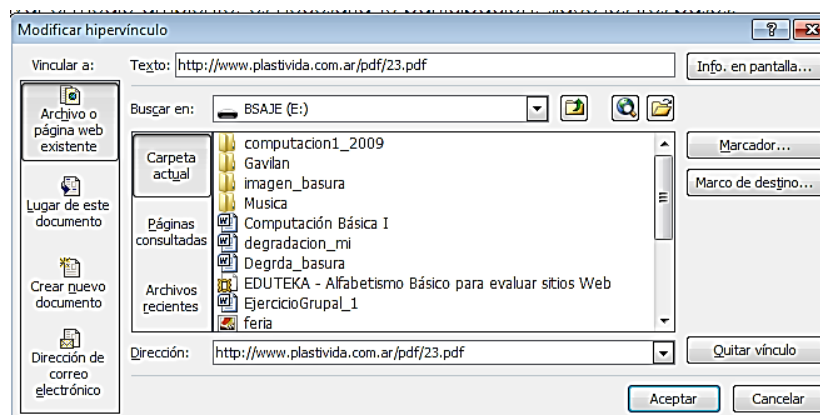 Modificar hipervínculo
Vincular a:
Texto: http://www.plastivida.com.ar/pdf/23.pdf
Info. en pantalla...
Archivo o
página web
existente
Buscar en: BSAJE (E:)
Carpeta
actual
computacion1_2009
Gavilan
imagen_basura
Musica
Computación Básica I
degradacion_mi
Degrda_basura
EDUTEKA - Alfabetismo Básico para evaluar sitios Web
EjercicioGrupal_1
feria
Marcador...
Marco de destino...
Lugar de este
documento
Páginas
consultadas
Crear nuevo
documento
Archivos
recientes
Dirección de
correo
electrónico
Dirección: http://www.plastivida.com.ar/pdf/23.pdf
Quitar vínculo
Aceptar
Cancelar